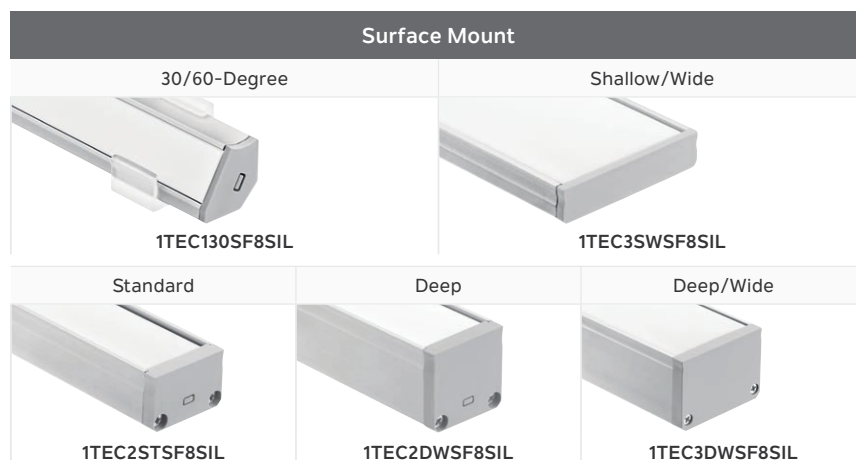 Surface Mount
30/60-Degree
Shallow/Wide
1TEC130SF8SIL
1TEC3SWSF8SIL
Standard
Deep
Deep/Wide
1TEC2STSF8SIL
1TEC2DWSF8SIL
1TEC3DWSF8SIL